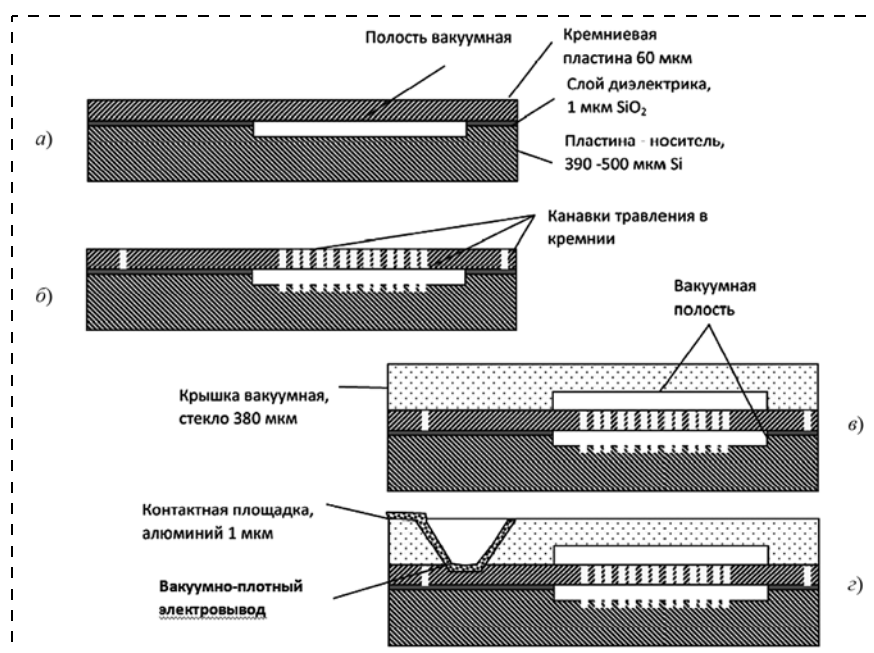 Полость вакуумная
Кремниевая
пластина 60 мкм
Слой диэлектрика,
1 мкм SiO₂
Пластина - носитель,
390 -500 мкм Si
а)
Канавки травления в
кремнии
б)
Вакуумная
полость
Крышка вакуумная,
стекло 380 мкм
в)
Контактная площадка,
алюминий 1 мкм
Вакуумно-плотный
электровывод
г)